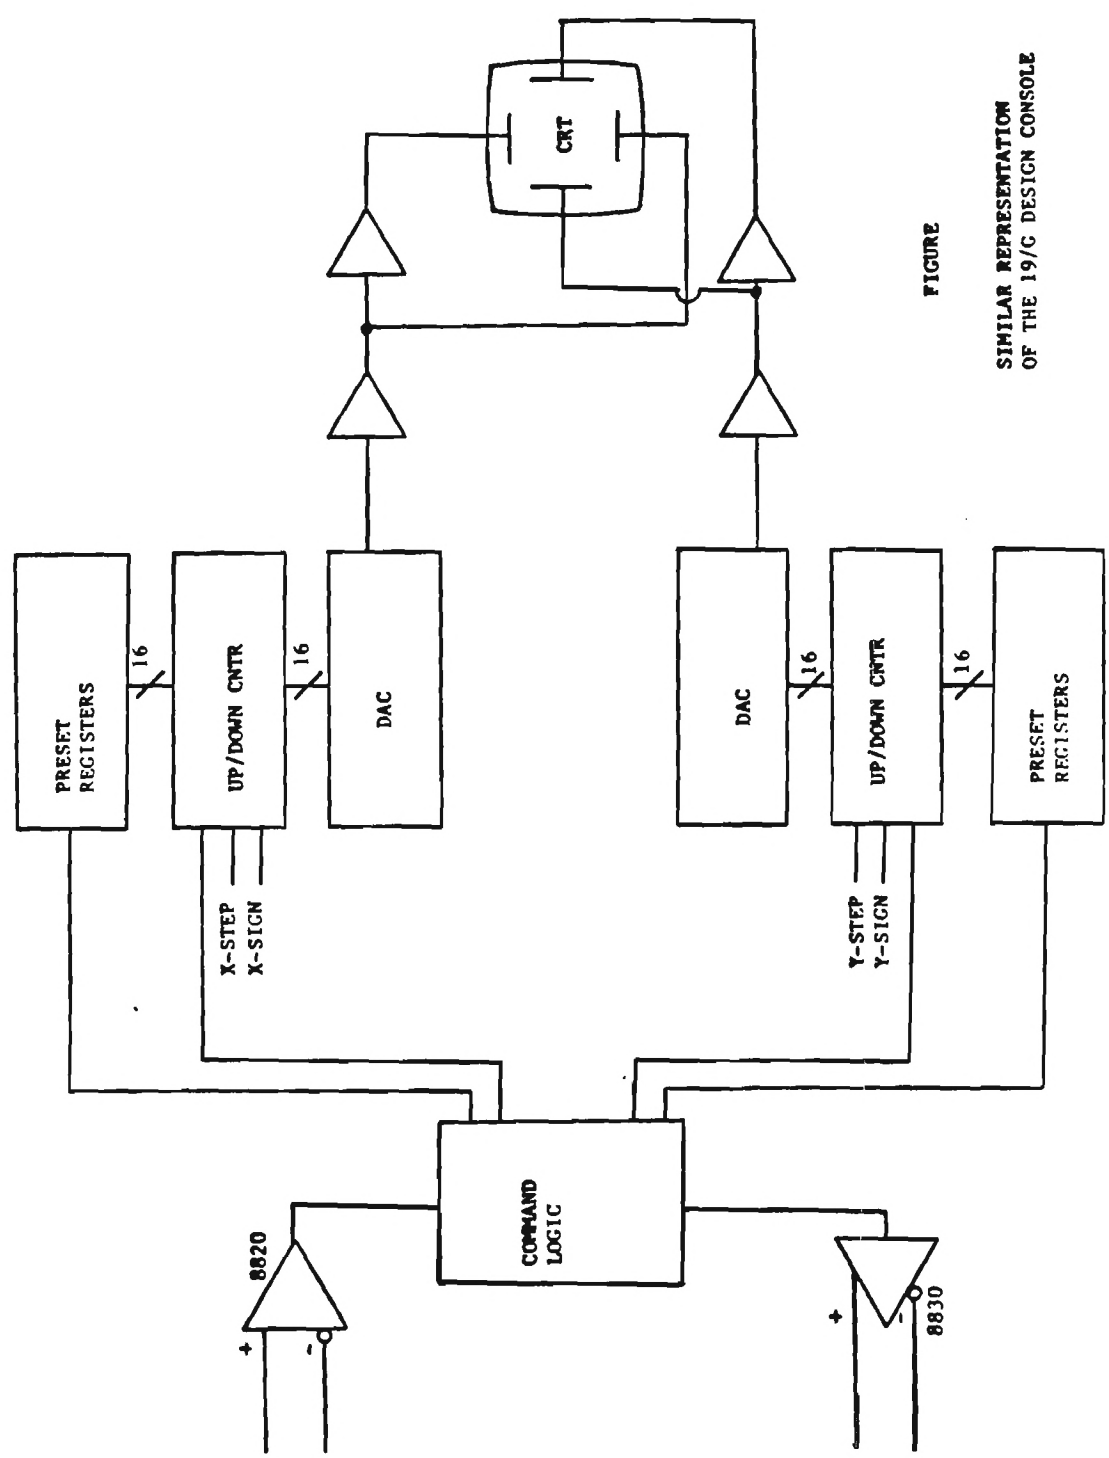 PRESET
REGISTERS
16
UP/DOWN CNTR
X-STEP
X-SIGN
16
DAC
8820
+
-
COMMAND
LOGIC
CRT
DAC
16
Y-STEP
Y-SIGN
UP/DOWN CNTR
16
PRESET
REGISTERS
+
-
8830
FIGURE
SIMILAR REPRESENTATION
OF THE 19/G DESIGN CONSOLE